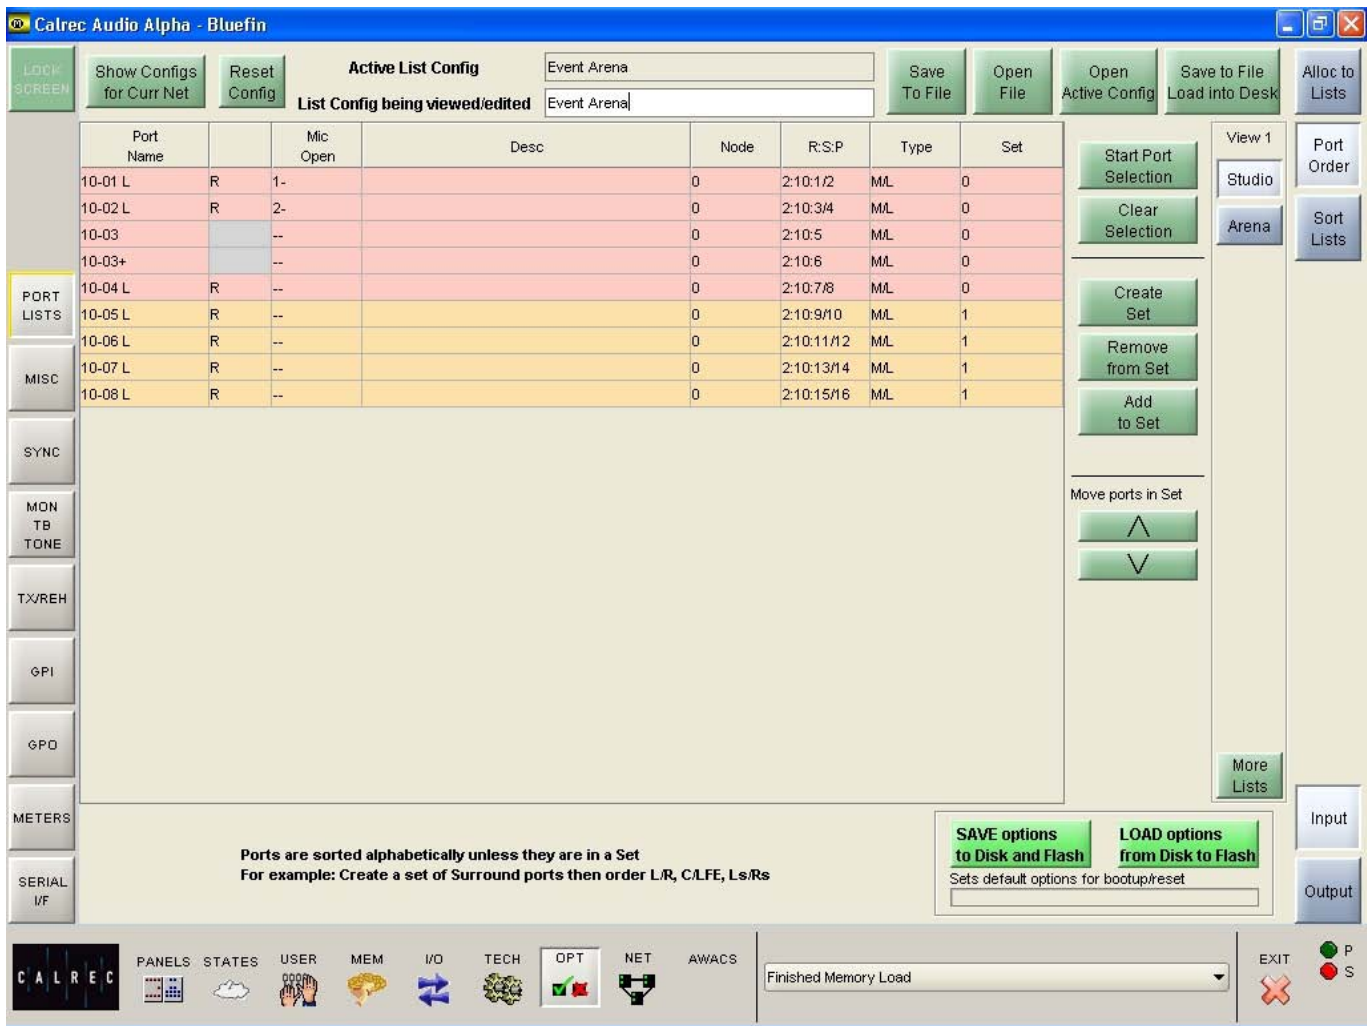 Calrec Audio Alpha - Bluefin
LOCK
SCREEN
Show Configs
for Curr Net
Reset
Config
Active List Config
Event Arena
List Config being viewed/edited
Event Arena
Save
To File
Open
File
Open
Active Config
Save to File
Load into Desk
Alloc to
Lists
Port
Name
Mic
Open
Desc
Node
R:S:P
Type
Set
10-01 L R 1- 0 2:10:1/2 M/L 0
10-02 L R 2- 0 2:10:3/4 M/L 0
10-03 -- 0 2:10:5 M/L 0
10-03+ -- 0 2:10:6 M/L 0
10-04 L R -- 0 2:10:7/8 M/L 0
10-05 L R -- 0 2:10:9/10 M/L 1
10-06 L R -- 0 2:10:11/12 M/L 1
10-07 L R -- 0 2:10:13/14 M/L 1
10-08 L R -- 0 2:10:15/16 M/L 1
Start Port
Selection
Clear
Selection
Create
Set
Remove
from Set
Add
to Set
Move ports in Set
View 1
Studio
Arena
More
Lists
Port
Order
Sort
Lists
Input
Output
PORT
LISTS
MISC
SYNC
MON
TB
TONE
TX/REH
GPI
GPO
METERS
SERIAL
I/F
Ports are sorted alphabetically unless they are in a Set
For example: Create a set of Surround ports then order L/R, C/LFE, Ls/Rs
SAVE options
to Disk and Flash
LOAD options
from Disk to Flash
Sets default options for bootup/reset
CALREC
PANELS
STATES
USER
MEM
I/O
TECH
OPT
NET
AWACS
Finished Memory Load
EXIT
P
S